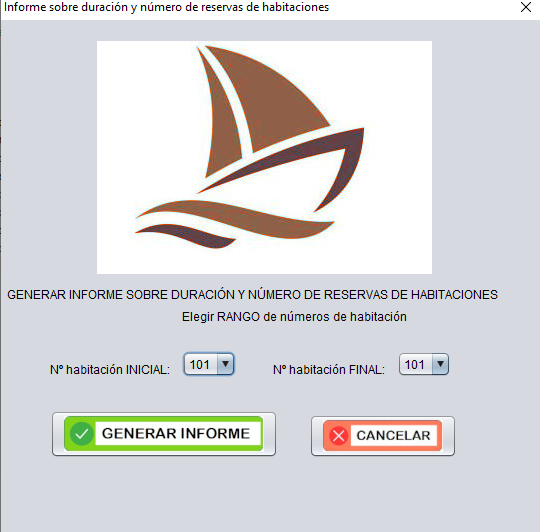 Informe sobre duración y número de reservas de habitaciones
GENERAR INFORME SOBRE DURACIÓN Y NÚMERO DE RESERVAS DE HABITACIONES
Elegir RANGO de números de habitación
Nº habitación INICIAL: 101 Nº habitación FINAL: 101
GENERAR INFORME CANCELAR